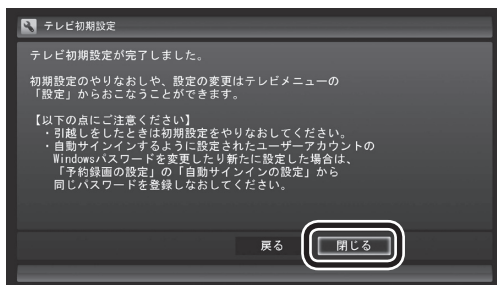 テレビ初期設定
テレビ初期設定が完了しました。
初期設定のやりなおしや、設定の変更はテレビメニューの
「設定」からおこなうことができます。
【以下の点にご注意ください】
・引越しをしたときは初期設定をやりなおしてください。
・自動サインインするように設定されたユーザーアカウントの
Windowsパスワードを変更したり新たに設定した場合は、
「予約録画の設定」の「自動サインインの設定」から
同じパスワードを登録しなおしてください。
戻る 閉じる